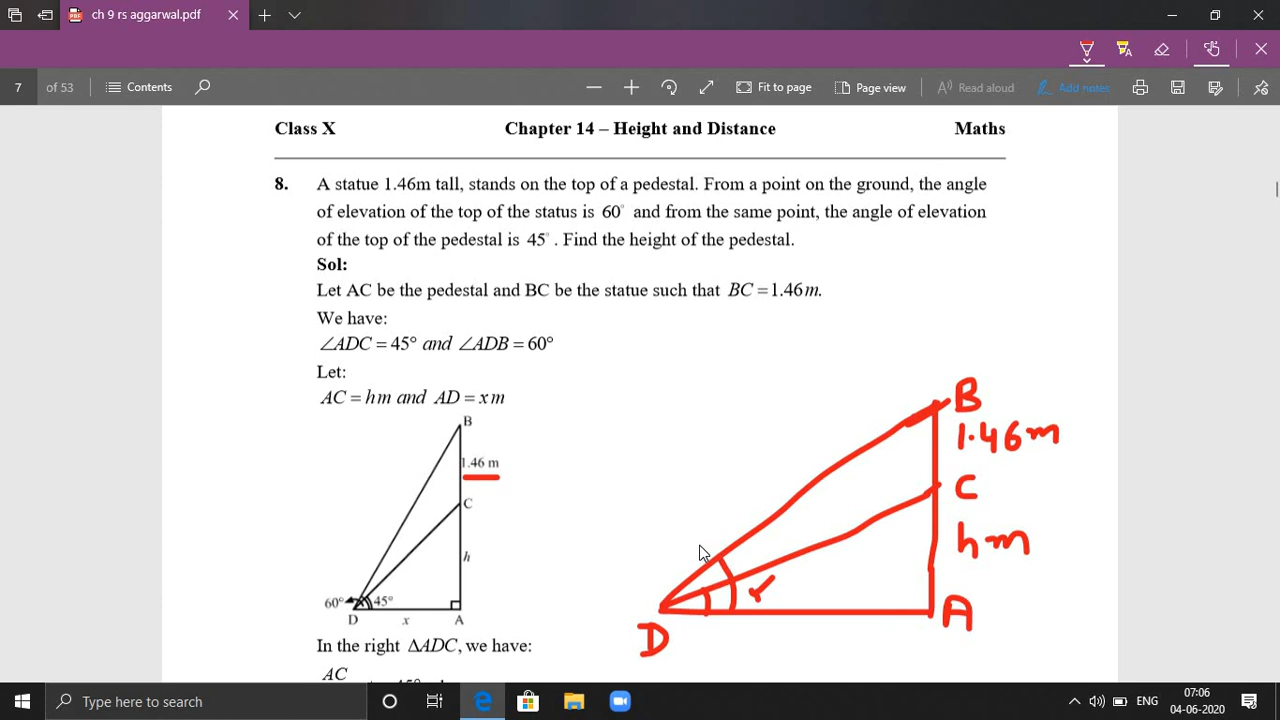 ch 9 rs aggarwal.pdf
7 of 53 Contents Fit to page Page view Read aloud Add notes
Class X Chapter 14 – Height and Distance Maths
8. A statue 1.46m tall, stands on the top of a pedestal. From a point on the ground, the angle
of elevation of the top of the status is 60° and from the same point, the angle of elevation
of the top of the pedestal is 45°. Find the height of the pedestal.
Sol:
Let AC be the pedestal and BC be the statue such that BC = 1.46m.
We have:
∠ADC = 45° and ∠ADB = 60°
Let:
AC = hm and AD = xm
B
1.46 m
C
h
60° 45°
D x A
B
1.46m
C
hm
A
D
In the right ΔADC, we have:
AC
Type here to search
ENG
07:06
04-06-2020